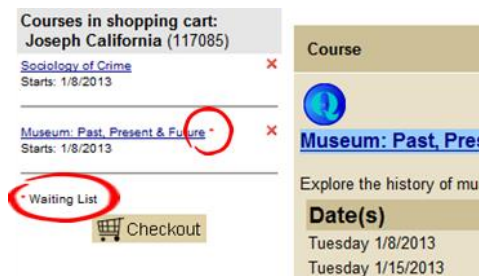 Courses in shopping cart:
Joseph California (117085)
Sociology of Crime
Starts: 1/8/2013
Museum: Past, Present & Future *
Starts: 1/8/2013
* Waiting List
Checkout
Course
Museum: Past, Pres
Explore the history of mu
Date(s)
Tuesday 1/8/2013
Tuesday 1/15/2013